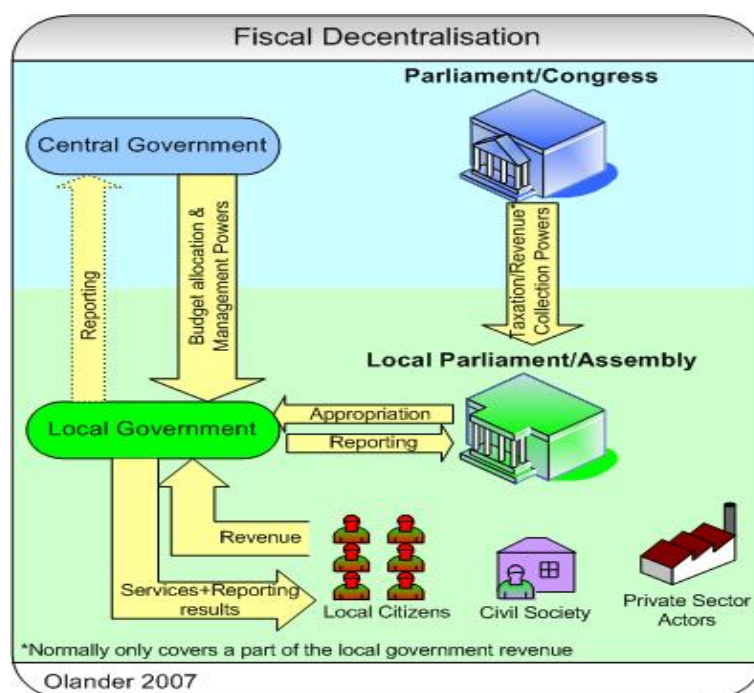 Fiscal Decentralisation
Parliament/Congress
Central Government
Reporting
Budget allocation &
Management Powers
Taxation/Revenue*
Collection Powers
Local Parliament/Assembly
Local Government
Appropriation
Reporting
Revenue
Services+Reporting
results
Local Citizens
Civil Society
Private Sector
Actors
*Normally only covers a part of the local government revenue
Olander 2007